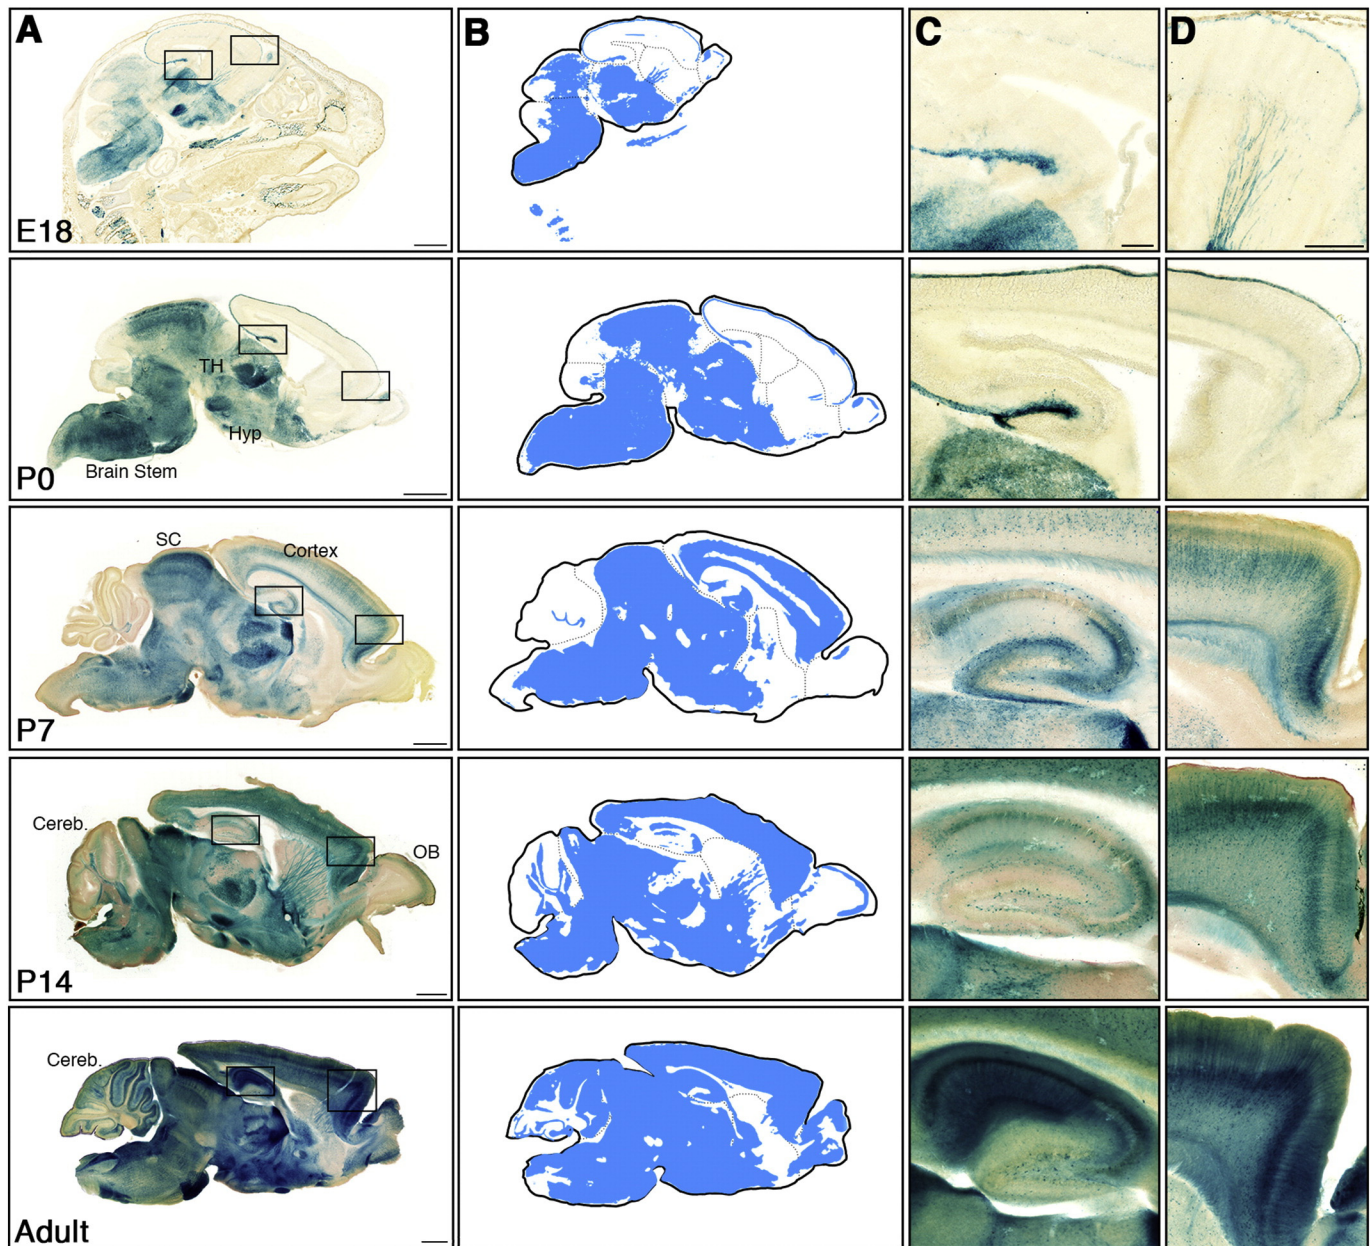 A
B
C
D
E18
TH
Hyp
Brain Stem
P0
SC
Cortex
P7
Cereb.
OB
P14
Cereb.
Adult